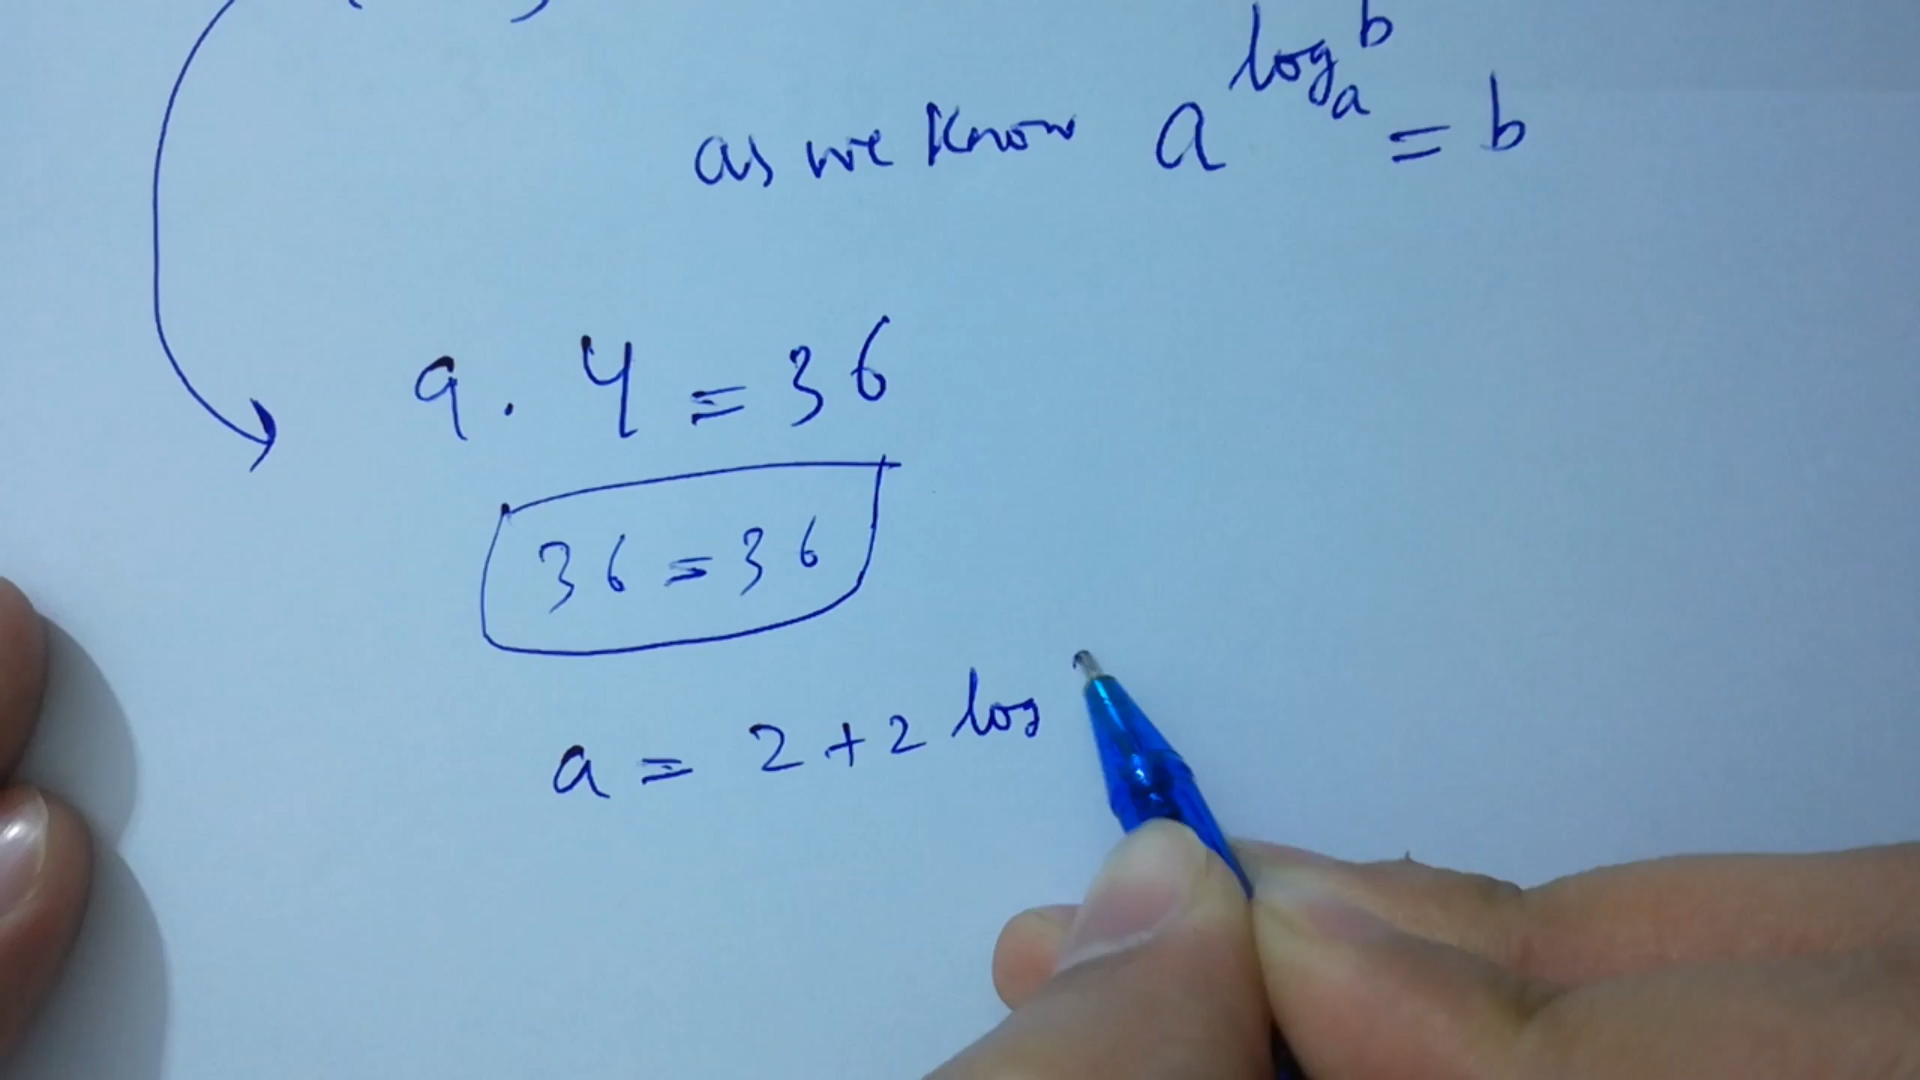 as we know a^{log_a b} = b
9 . 4 = 36
36 = 36
a = 2 + 2 log